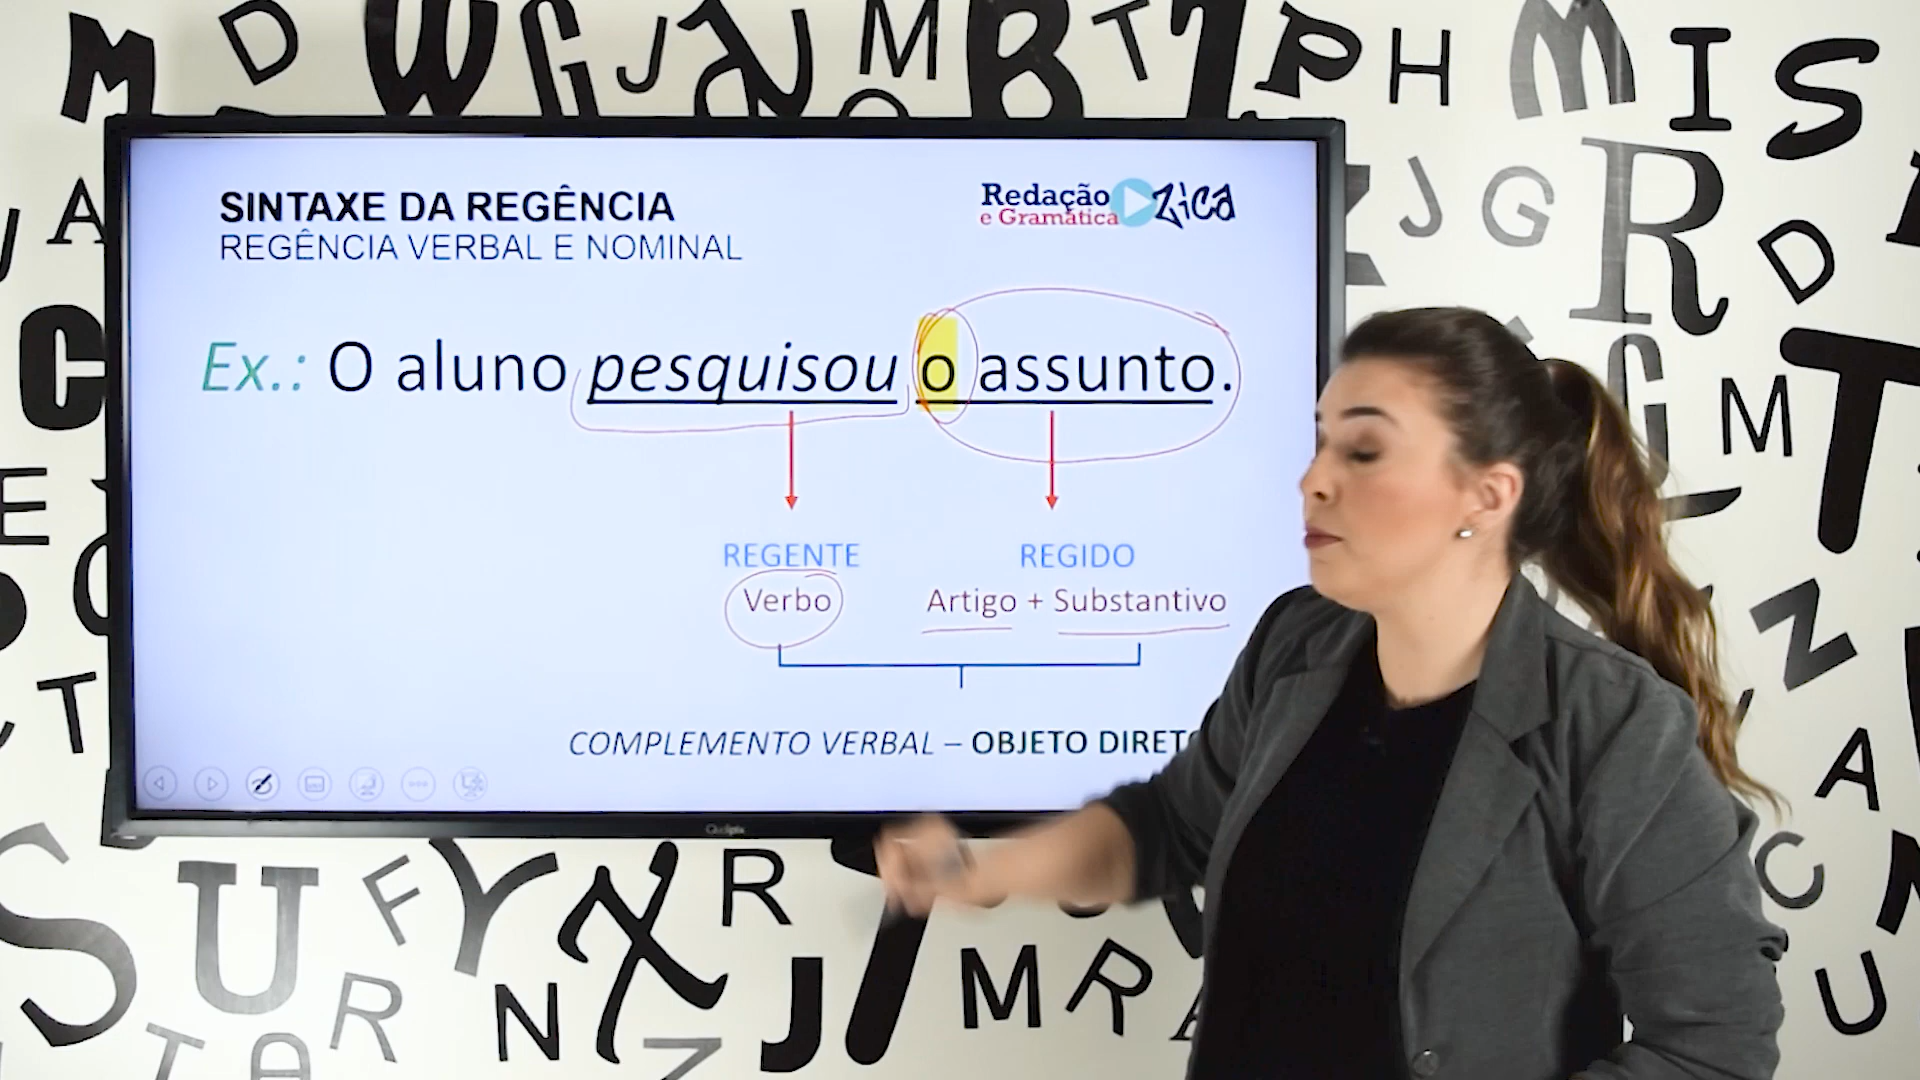 SINTAXE DA REGÊNCIA
REGÊNCIA VERBAL E NOMINAL
Redação
e Gramática
Zica
Ex.: O aluno pesquisou o assunto.
REGENTE
REGIDO
Verbo
Artigo + Substantivo
COMPLEMENTO VERBAL – OBJETO DIRETO